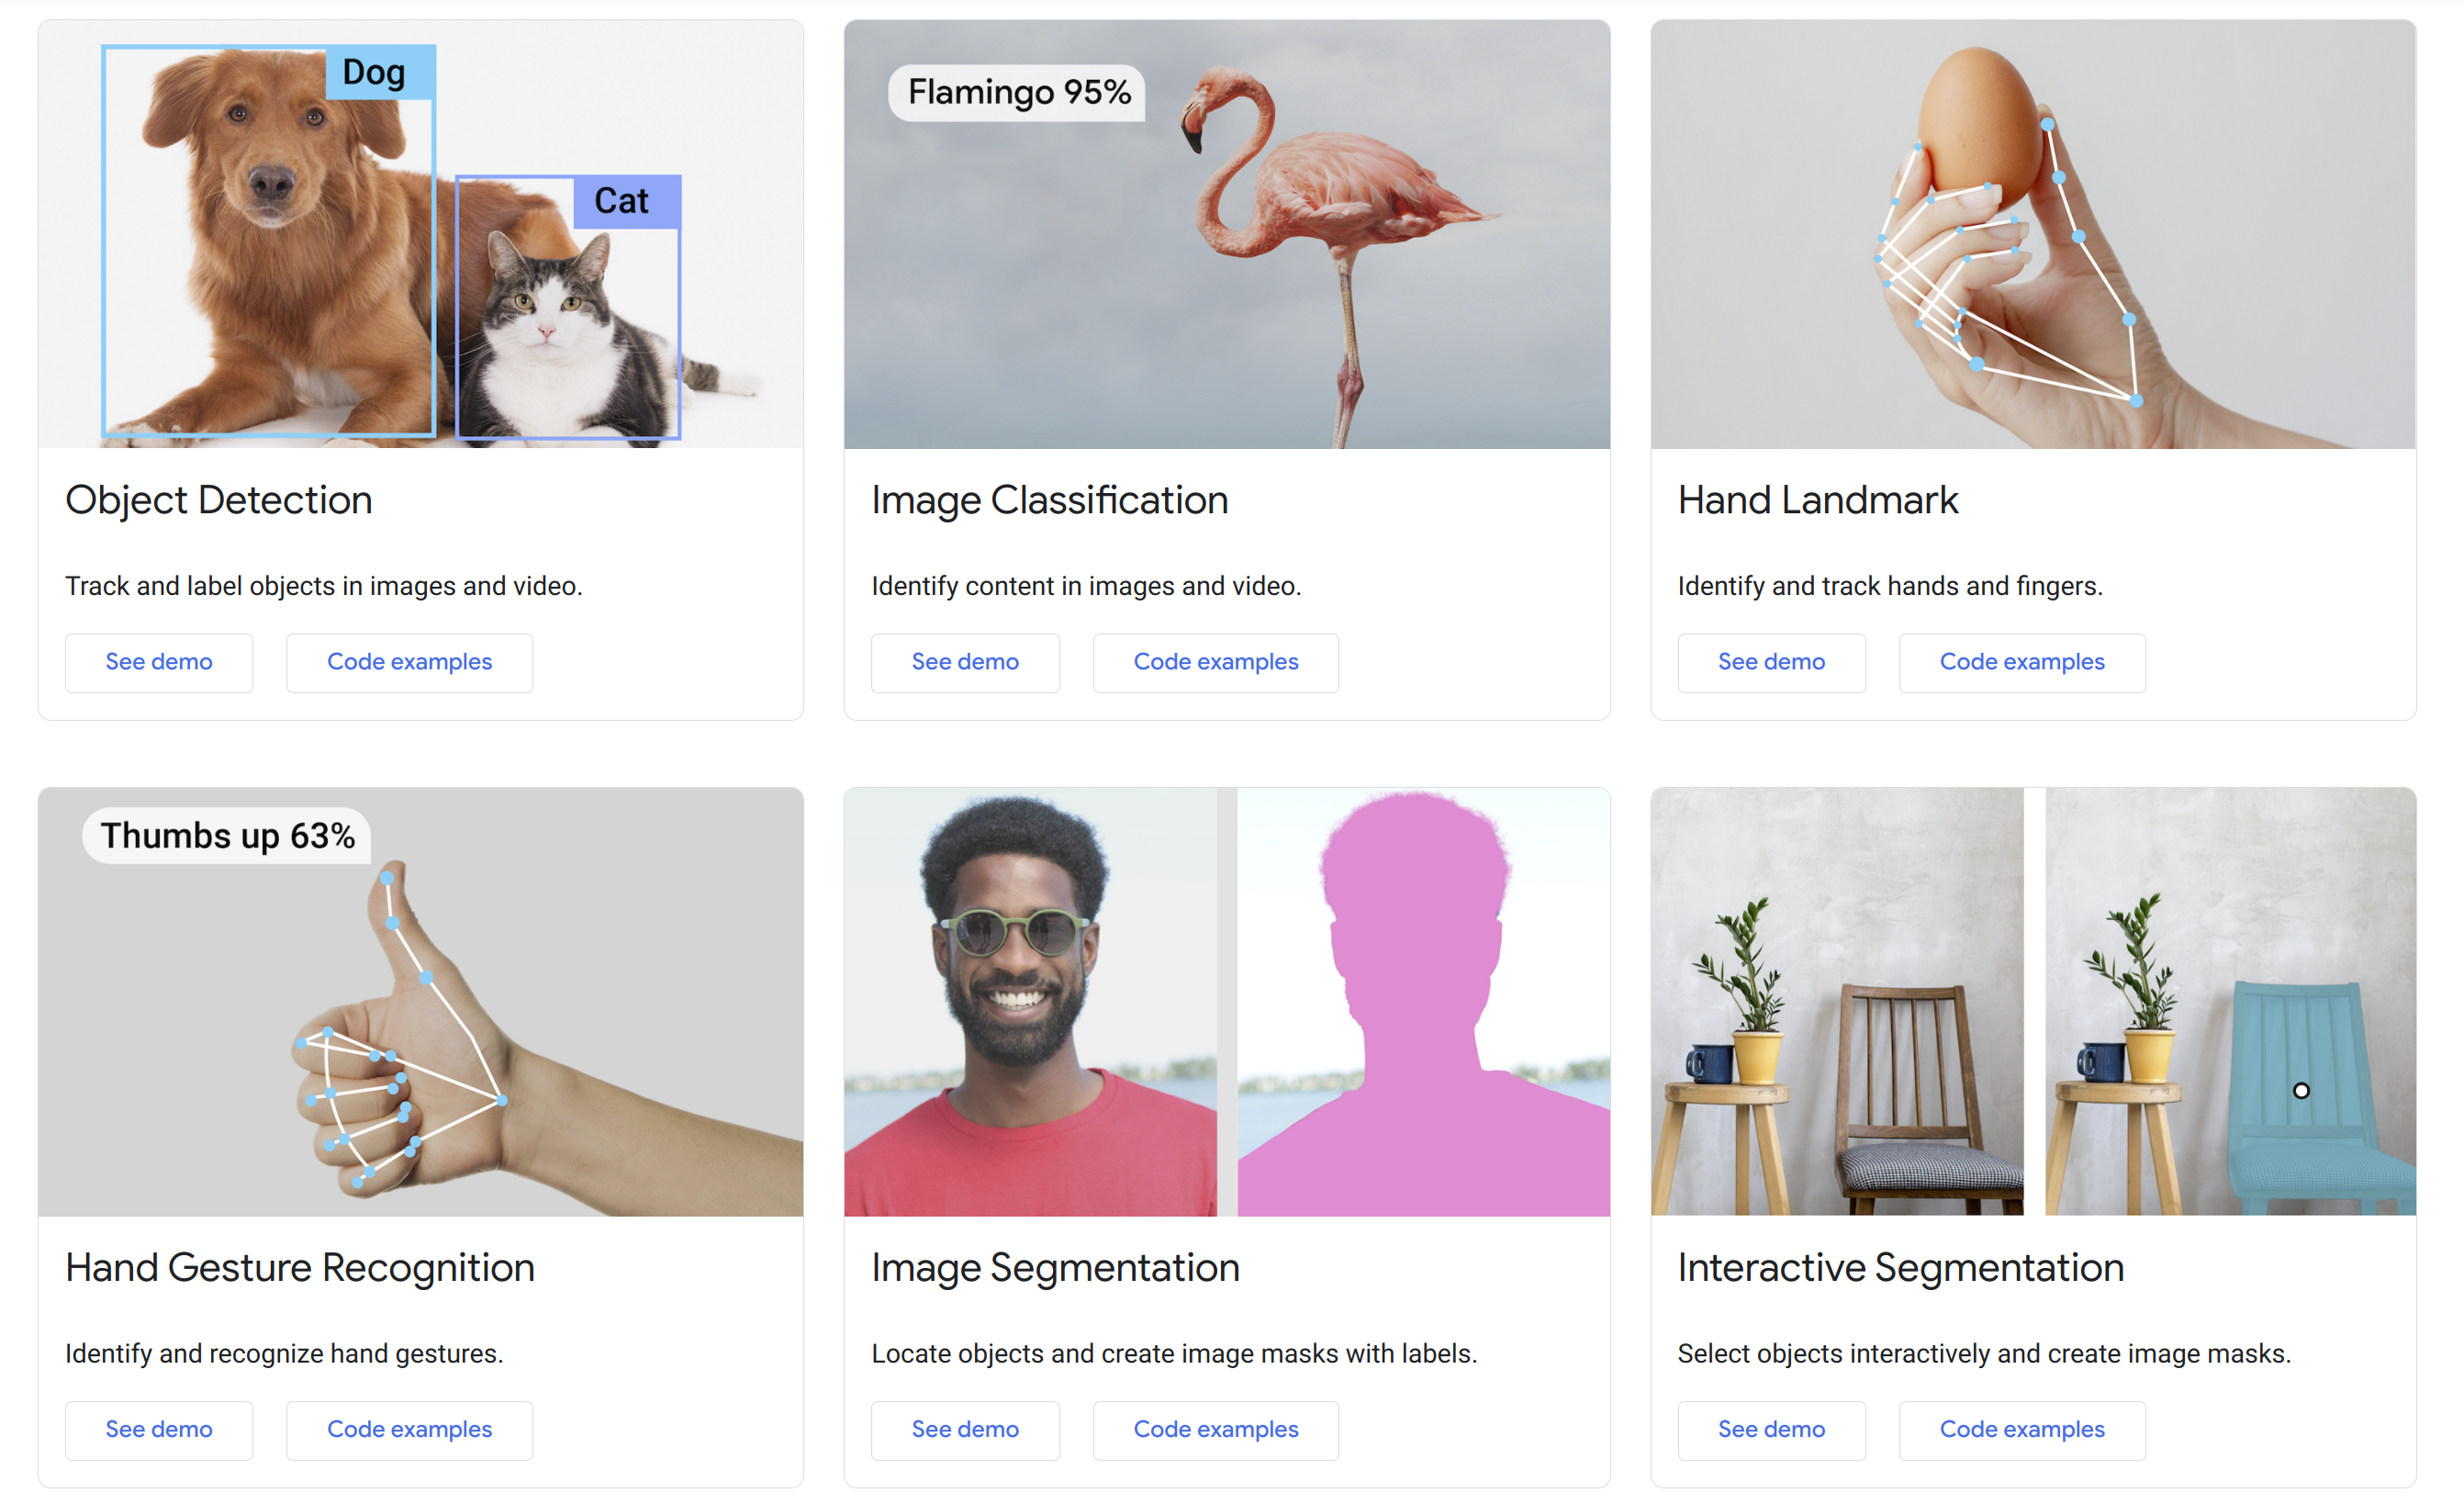 Dog
Cat
Flamingo 95%
Object Detection
Image Classification
Hand Landmark
Track and label objects in images and video.
Identify content in images and video.
Identify and track hands and fingers.
See demo
Code examples
See demo
Code examples
See demo
Code examples
Thumbs up 63%
Hand Gesture Recognition
Image Segmentation
Interactive Segmentation
Identify and recognize hand gestures.
Locate objects and create image masks with labels.
Select objects interactively and create image masks.
See demo
Code examples
See demo
Code examples
See demo
Code examples